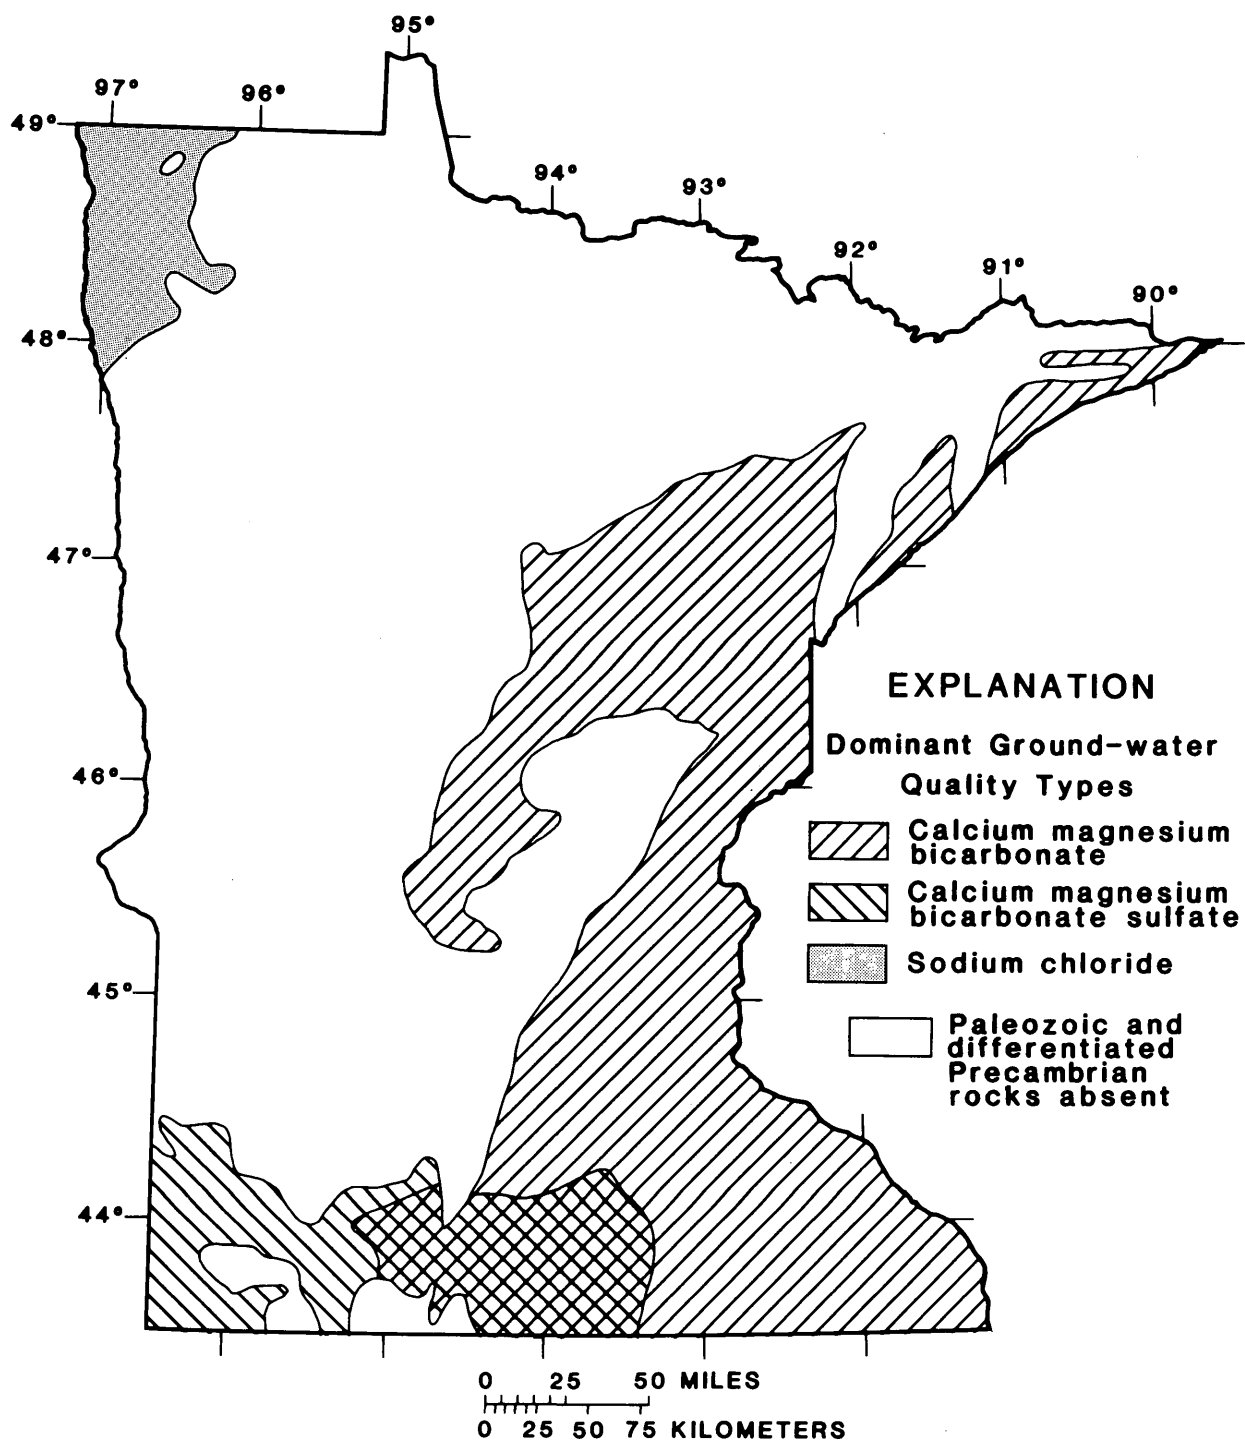 95°
97°
96°
49°
94°
93°
92°
91°
90°
48°
47°
EXPLANATION
Dominant Ground-water
Quality Types
46°
Calcium magnesium
bicarbonate
Calcium magnesium
bicarbonate sulfate
Sodium chloride
45°
Paleozoic and
differentiated
Precambrian
rocks absent
44°
0 25 50 MILES
0 25 50 75 KILOMETERS